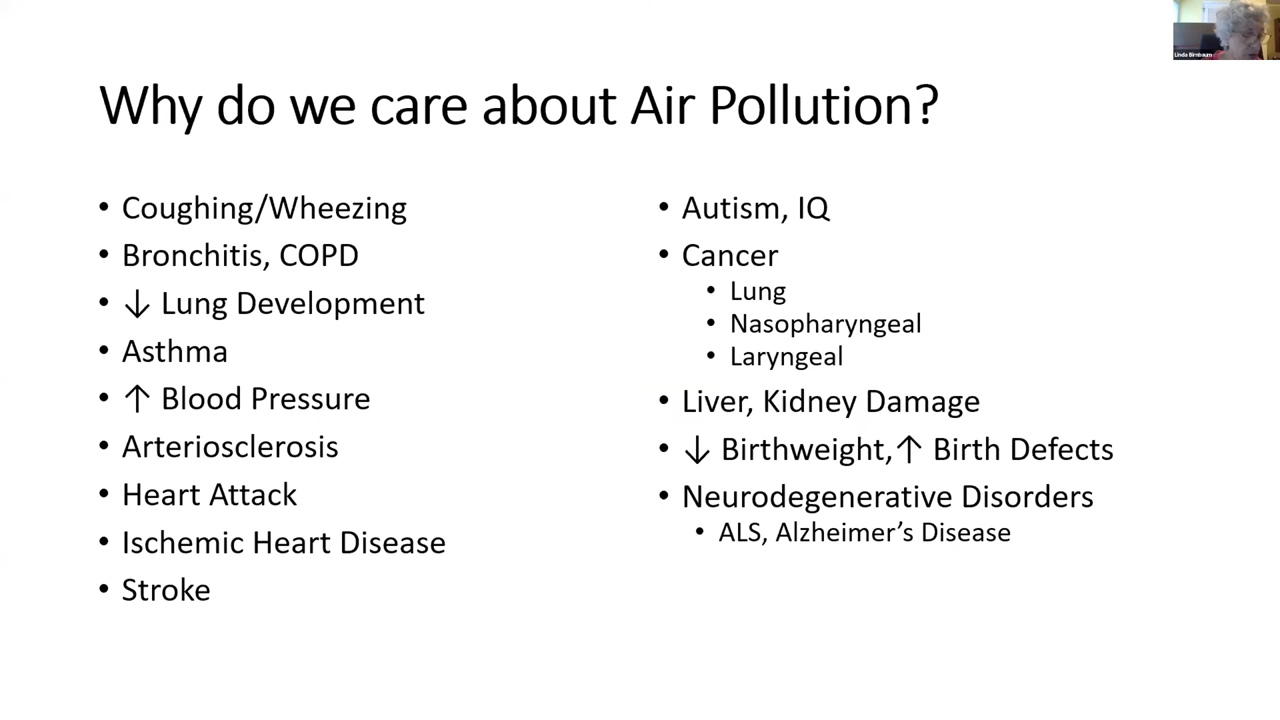 Linda Birnbaum
Why do we care about Air Pollution?
• Coughing/Wheezing
• Bronchitis, COPD
• ↓ Lung Development
• Asthma
• ↑ Blood Pressure
• Arteriosclerosis
• Heart Attack
• Ischemic Heart Disease
• Stroke
• Autism, IQ
• Cancer
• Lung
• Nasopharyngeal
• Laryngeal
• Liver, Kidney Damage
• ↓ Birthweight,↑ Birth Defects
• Neurodegenerative Disorders
• ALS, Alzheimer’s Disease